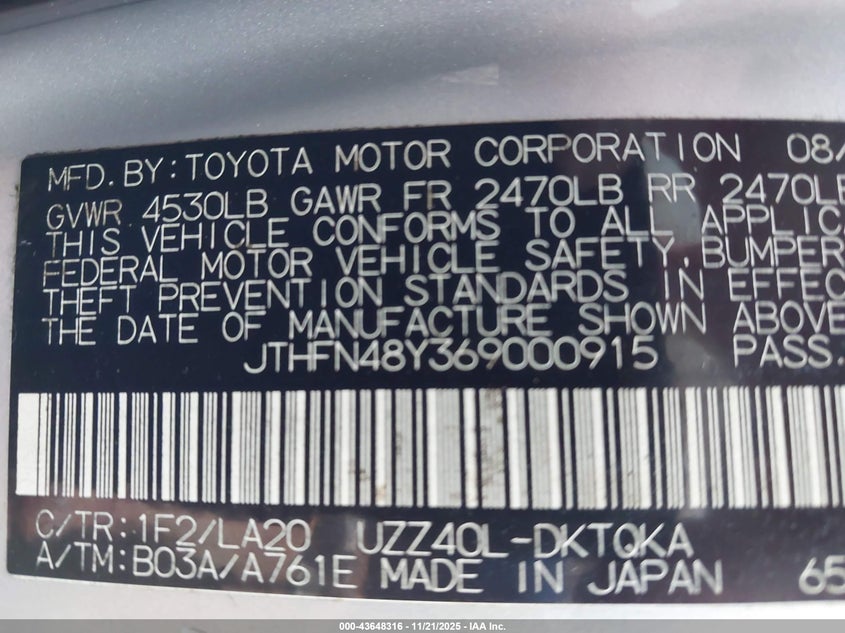 MFD. BY: TOYOTA MOTOR CORPORATION 08/
GVWR 4530LB GAWR FR 2470LB RR 2470LB
THIS VEHICLE CONFORMS TO ALL APPLIC
FEDERAL MOTOR VEHICLE SAFETY, BUMPER
THEFT PREVENTION STANDARDS IN EFFEC
THE DATE OF MANUFACTURE SHOWN ABOVE
JTHFN48Y369000915 PASS.
C/TR: 1F2/LA20 UZZ40L-DKTQKA
A/TM: B03A/A761E MADE IN JAPAN 65
000-43648316 - 11/21/2025 - IAA Inc.